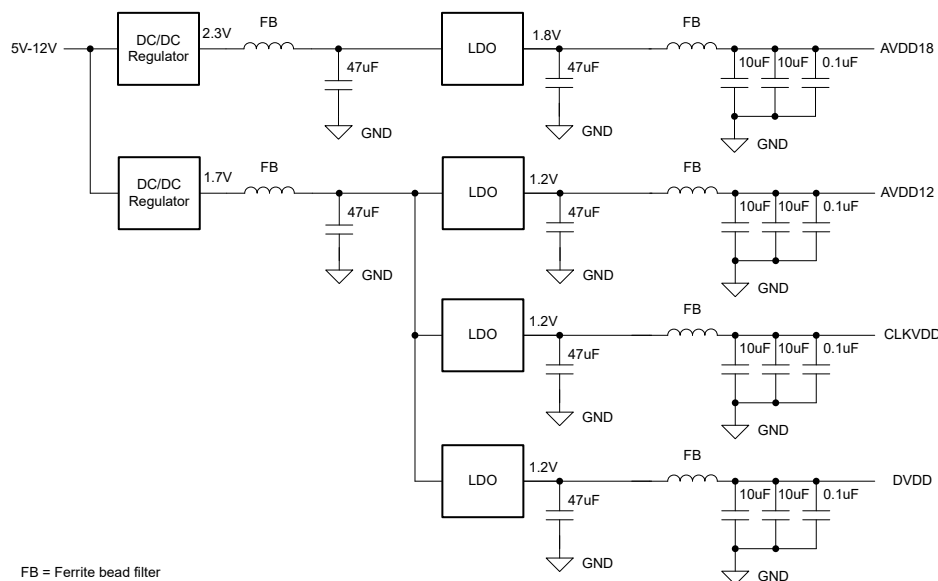 FB FB
5V-12V DC/DC Regulator 2.3V LDO 1.8V AVDD18
47uF 47uF 10uF 10uF 0.1uF
GND GND GND
FB FB
DC/DC Regulator 1.7V LDO 1.2V AVDD12
47uF 47uF 10uF 10uF 0.1uF
GND GND GND
FB
LDO 1.2V CLKVDD
47uF 10uF 10uF 0.1uF
GND GND
FB
LDO 1.2V DVDD
47uF 10uF 10uF 0.1uF
GND GND
FB = Ferrite bead filter